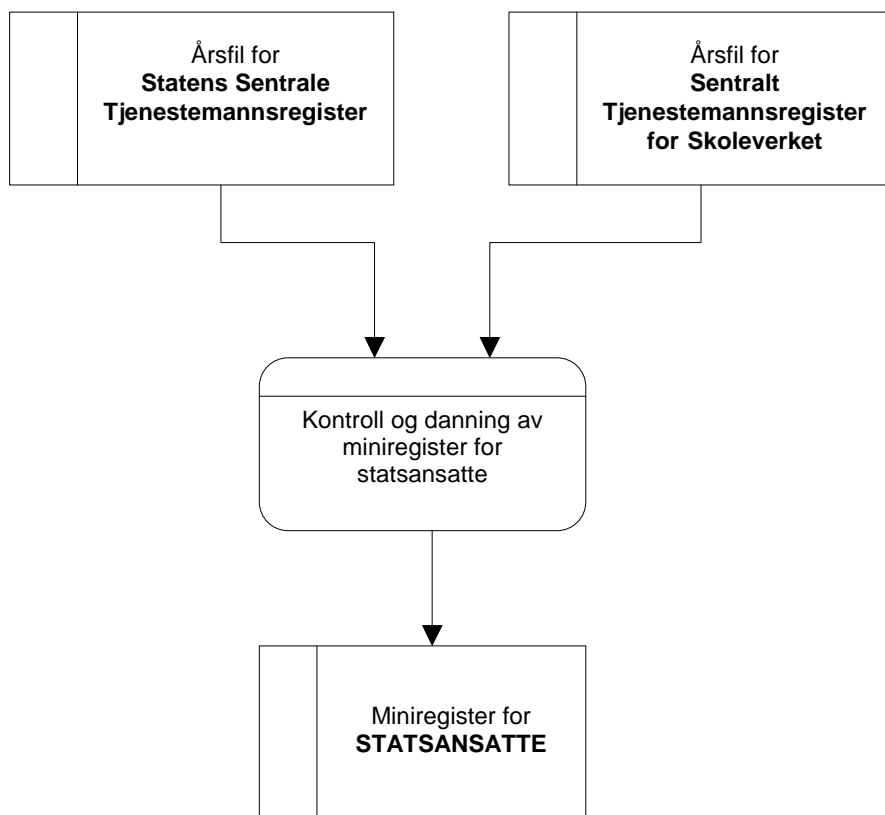 Årsfil for
Statens Sentrale
Tjenestemannsregister
Årsfil for
Sentralt
Tjenestemannsregister
for Skoleverket
Kontroll og danning av
miniregister for
statsansatte
Miniregister for
STATSANSATTE